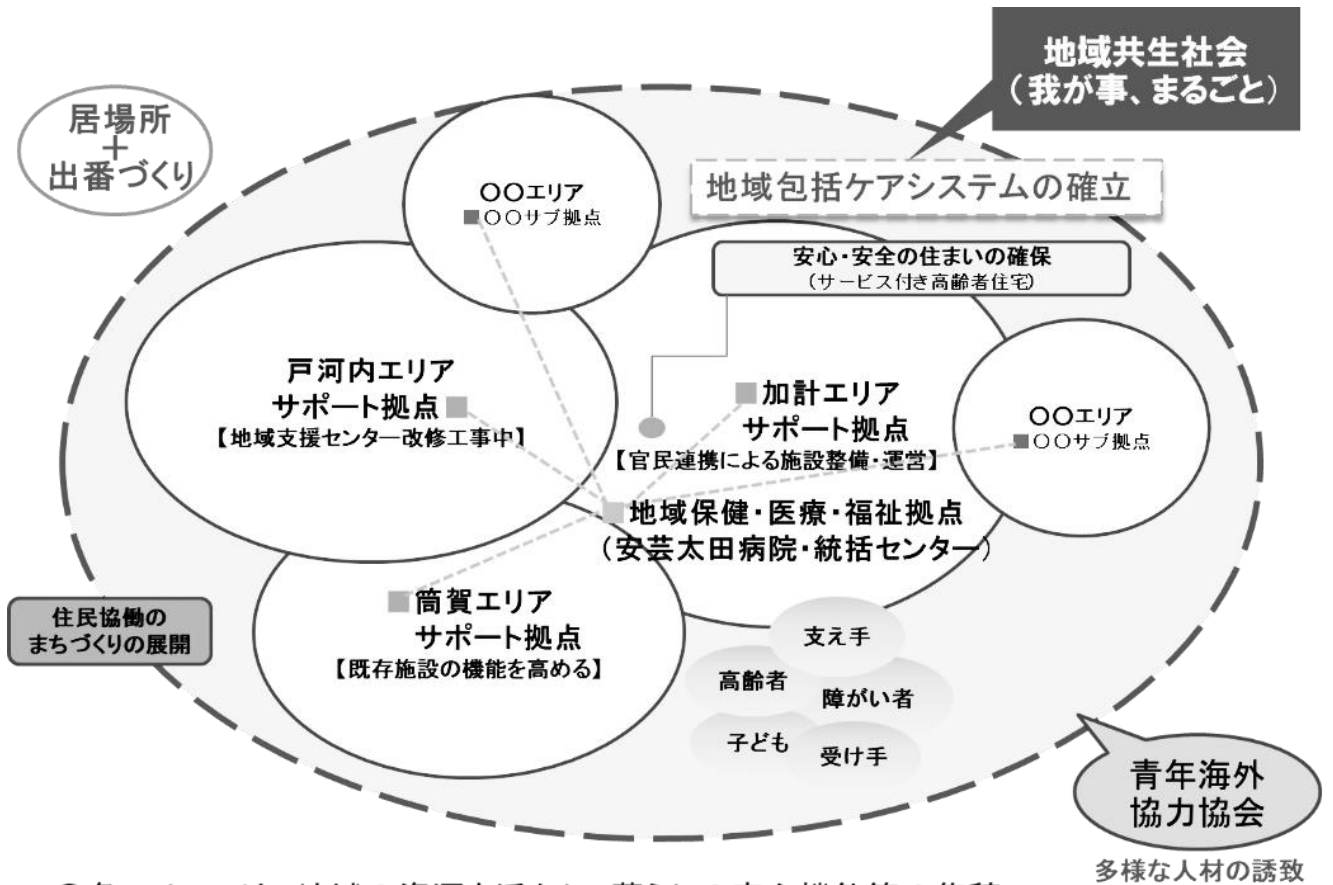 地域共生社会
（我が事、まるごと）
居場所
＋
出番づくり
地域包括ケアシステムの確立
〇〇エリア
■〇〇サブ拠点
安心・安全の住まいの確保
（サービス付き高齢者住宅）
戸河内エリア
サポート拠点■
【地域支援センター改修工事中】
■加計エリア
サポート拠点
【官民連携による施設整備・運営】
〇〇エリア
■〇〇サブ拠点
■地域保健・医療・福祉拠点
（安芸太田病院・統括センター）
■筒賀エリア
サポート拠点
【既存施設の機能を高める】
住民協働の
まちづくりの展開
支え手
高齢者
障がい者
子ども
受け手
青年海外
協力協会
多様な人材の誘致